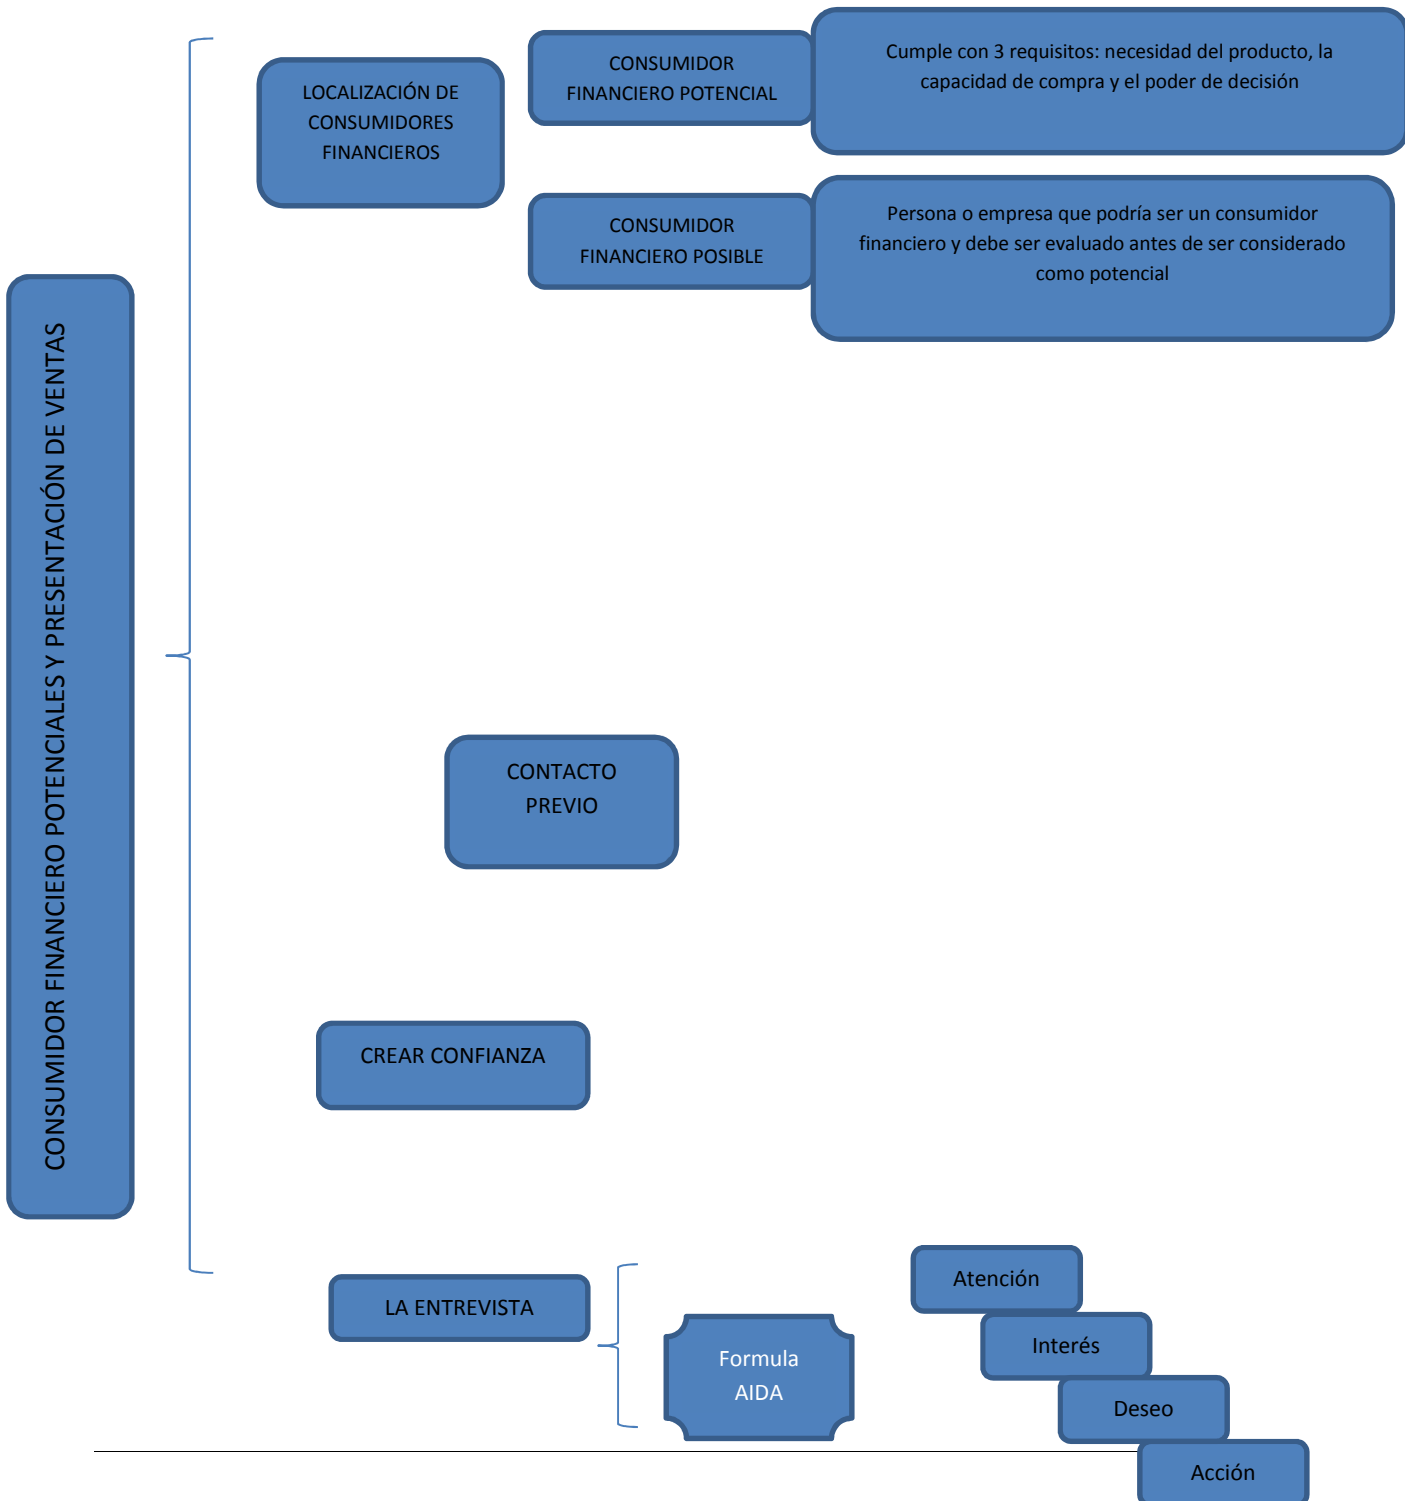 CONSUMIDOR FINANCIERO POTENCIALES Y PRESENTACIÓN DE VENTAS
LOCALIZACIÓN DE
CONSUMIDORES
FINANCIEROS
CONSUMIDOR
FINANCIERO POTENCIAL
Cumple con 3 requisitos: necesidad del producto, la
capacidad de compra y el poder de decisión
CONSUMIDOR
FINANCIERO POSIBLE
Persona o empresa que podría ser un consumidor
financiero y debe ser evaluado antes de ser considerado
como potencial
CONTACTO
PREVIO
CREAR CONFIANZA
LA ENTREVISTA
Formula
AIDA
Atención
Interés
Deseo
Acción